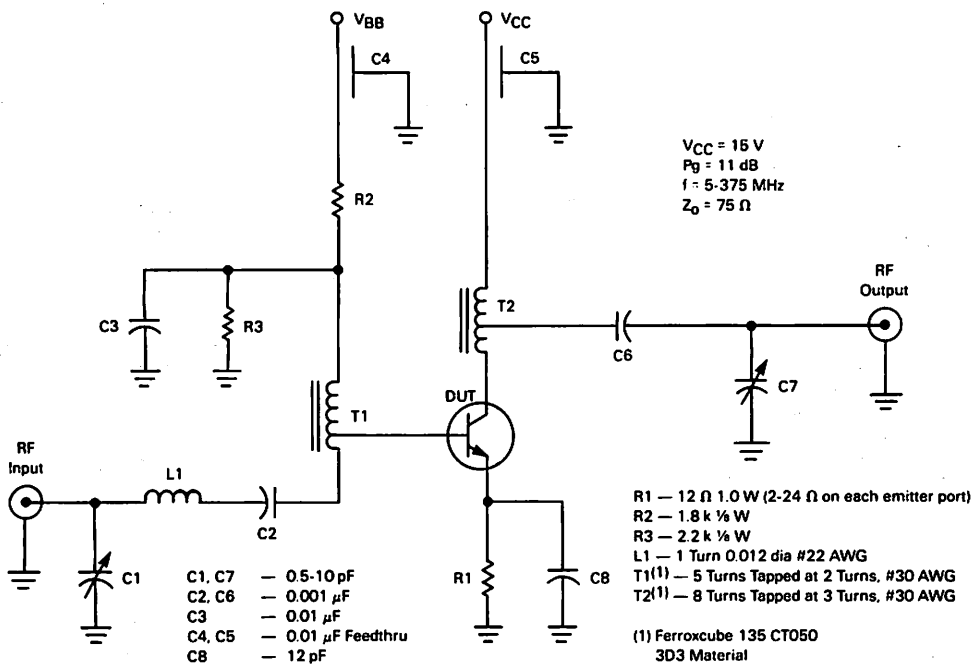 V_BB
V_CC
C4
C5
V_CC = 15 V
Pg = 11 dB
f = 5-375 MHz
Z_o = 75 Ω
R2
RF
Output
T2
C3
R3
C6
C7
DUT
T1
RF
Input
L1
C2
C1
R1
C8
C1, C7 — 0.5-10 pF
C2, C6 — 0.001 μF
C3 — 0.01 μF
C4, C5 — 0.01 μF Feedthru
C8 — 12 pF
R1 — 12 Ω 1.0 W (2-24 Ω on each emitter port)
R2 — 1.8 k ⅛ W
R3 — 2.2 k ⅛ W
L1 — 1 Turn 0.012 dia #22 AWG
T1(1) — 5 Turns Tapped at 2 Turns, #30 AWG
T2(1) — 8 Turns Tapped at 3 Turns, #30 AWG
(1) Ferroxcube 135 CT050
3D3 Material